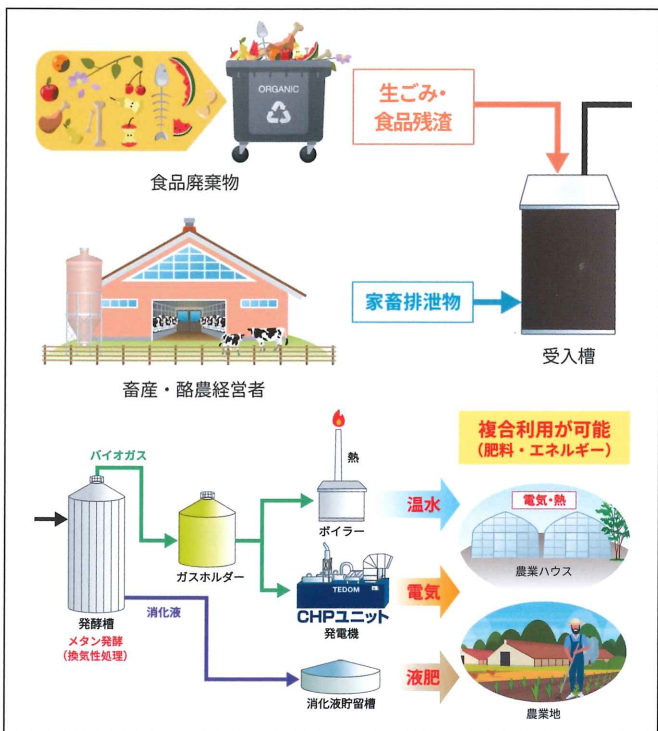 ORGANIC
生ごみ・
食品残渣
食品廃棄物
家畜排泄物
受入槽
畜産・酪農経営者
複合利用が可能
(肥料・エネルギー)
バイオガス
熱
温水
電気・熱
ボイラー
ガスホルダー
農業ハウス
TEDOM
電気
CHPユニット
発電機
発酵槽
消化液
メタン発酵
(換気性処理)
液肥
消化液貯留槽
農業地